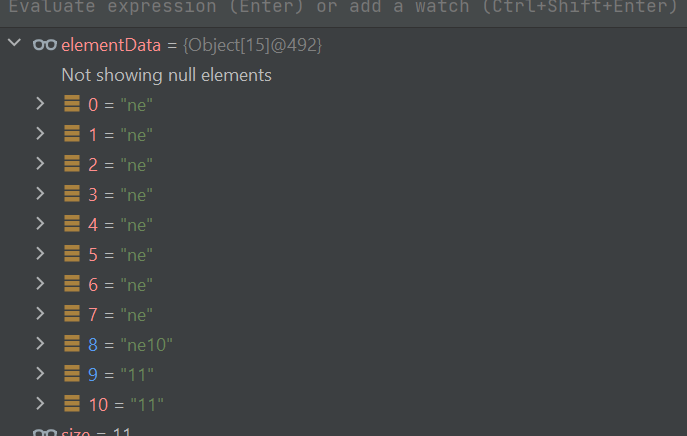 Evaluate expression (Enter) or add a watch (Ctrl+Shift+Enter)
elementData = {Object[15]@492}
Not showing null elements
0 = "ne"
1 = "ne"
2 = "ne"
3 = "ne"
4 = "ne"
5 = "ne"
6 = "ne"
7 = "ne"
8 = "ne10"
9 = "11"
10 = "11"
size = 11